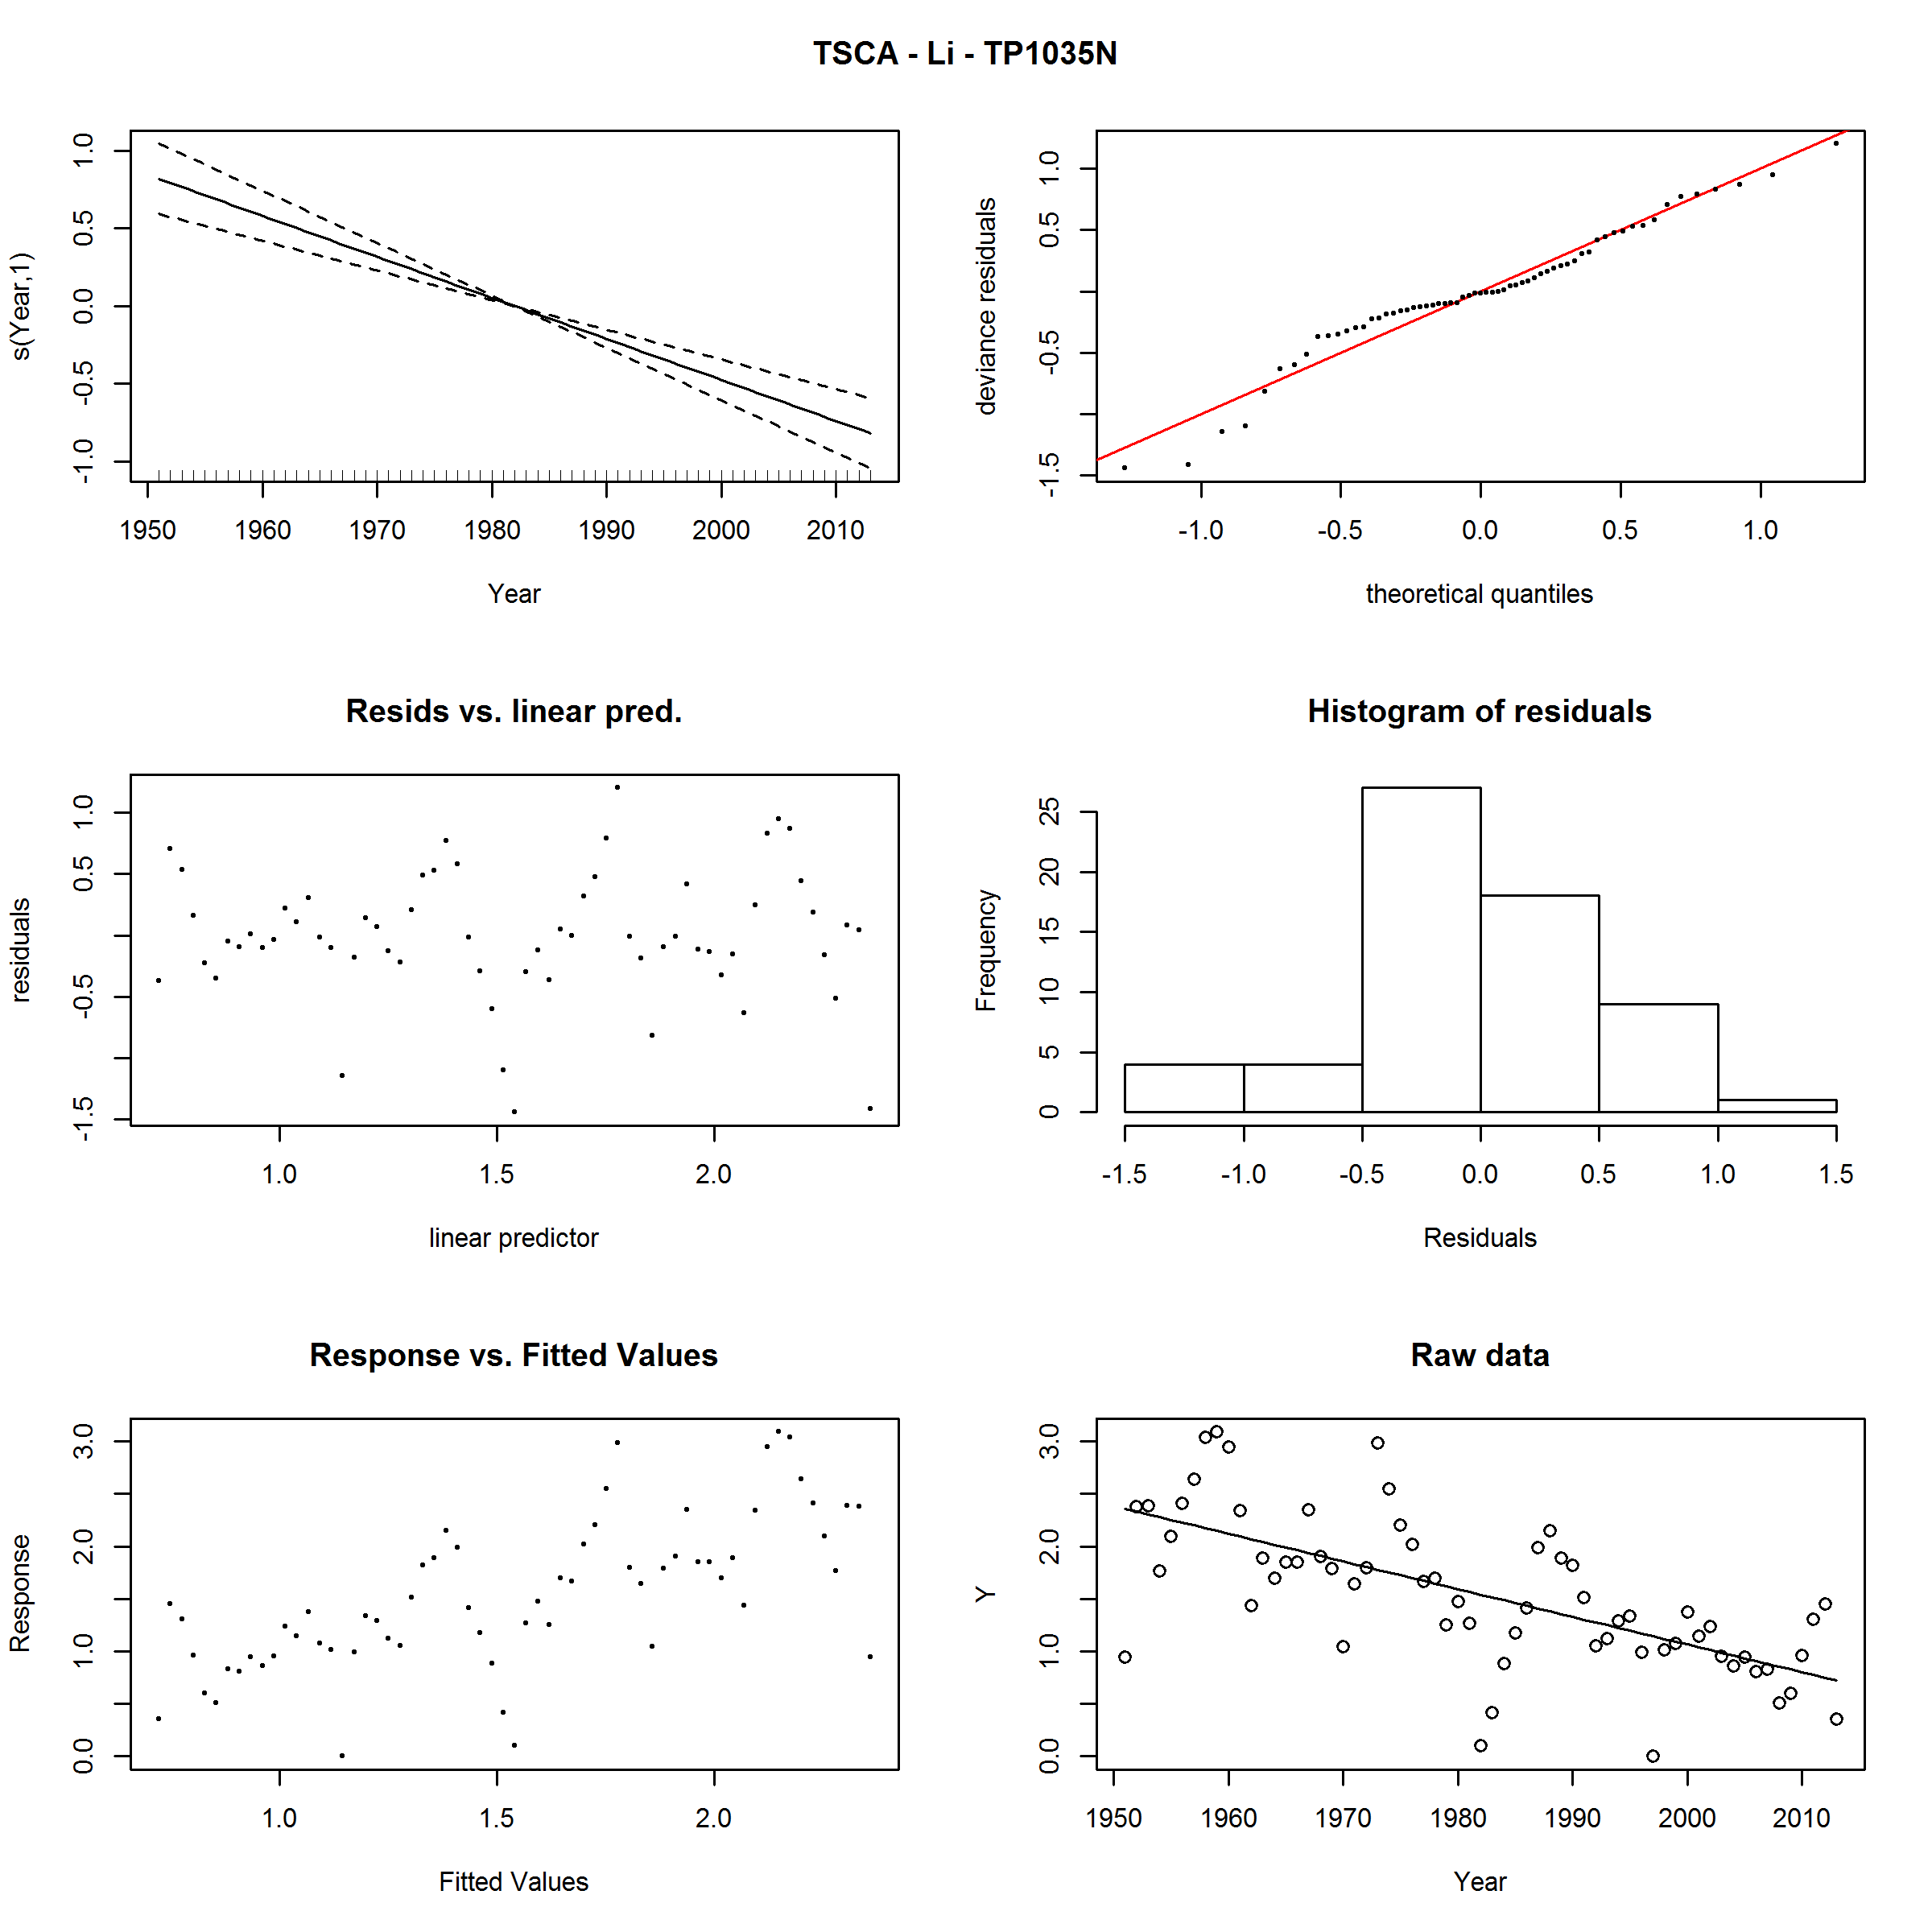 TSCA - Li - TP1035N
s(Year,1)
1.0
0.5
0.0
-0.5
-1.0
1950 1960 1970 1980 1990 2000 2010
Year
deviance residuals
1.0
0.5
-0.5
-1.5
-1.0 -0.5 0.0 0.5 1.0
theoretical quantiles
Resids vs. linear pred.
residuals
1.0
0.5
-0.5
-1.5
1.0 1.5 2.0
linear predictor
Histogram of residuals
Frequency
25
20
15
10
5
0
-1.5 -1.0 -0.5 0.0 0.5 1.0 1.5
Residuals
Response vs. Fitted Values
Response
3.0
2.0
1.0
0.0
1.0 1.5 2.0
Fitted Values
Raw data
Y
3.0
2.0
1.0
0.0
1950 1960 1970 1980 1990 2000 2010
Year